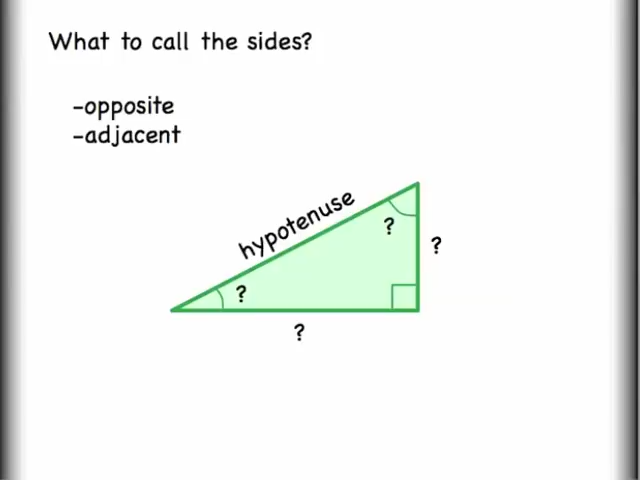 What to call the sides?
-opposite
-adjacent
hypotenuse
?
?
?
?